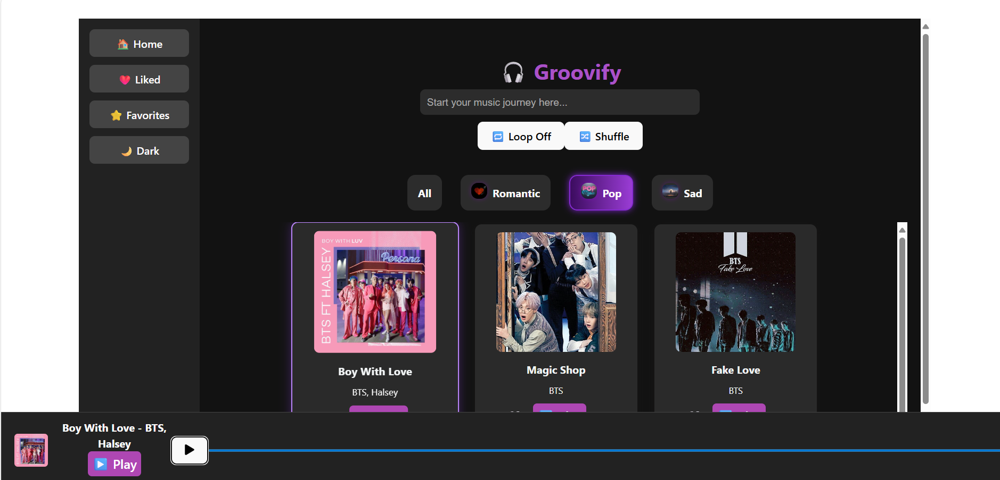 Home
Liked
Favorites
Dark
Groovify
Start your music journey here...
Loop Off
Shuffle
All
Romantic
POP
Music
Pop
Sad
BOY WITH LUV
BTS FT HALSEY
Persona
BTS
Fake Love
Boy With Love
Magic Shop
Fake Love
BTS, Halsey
BTS
BTS
Boy With Love - BTS,
Halsey
Play